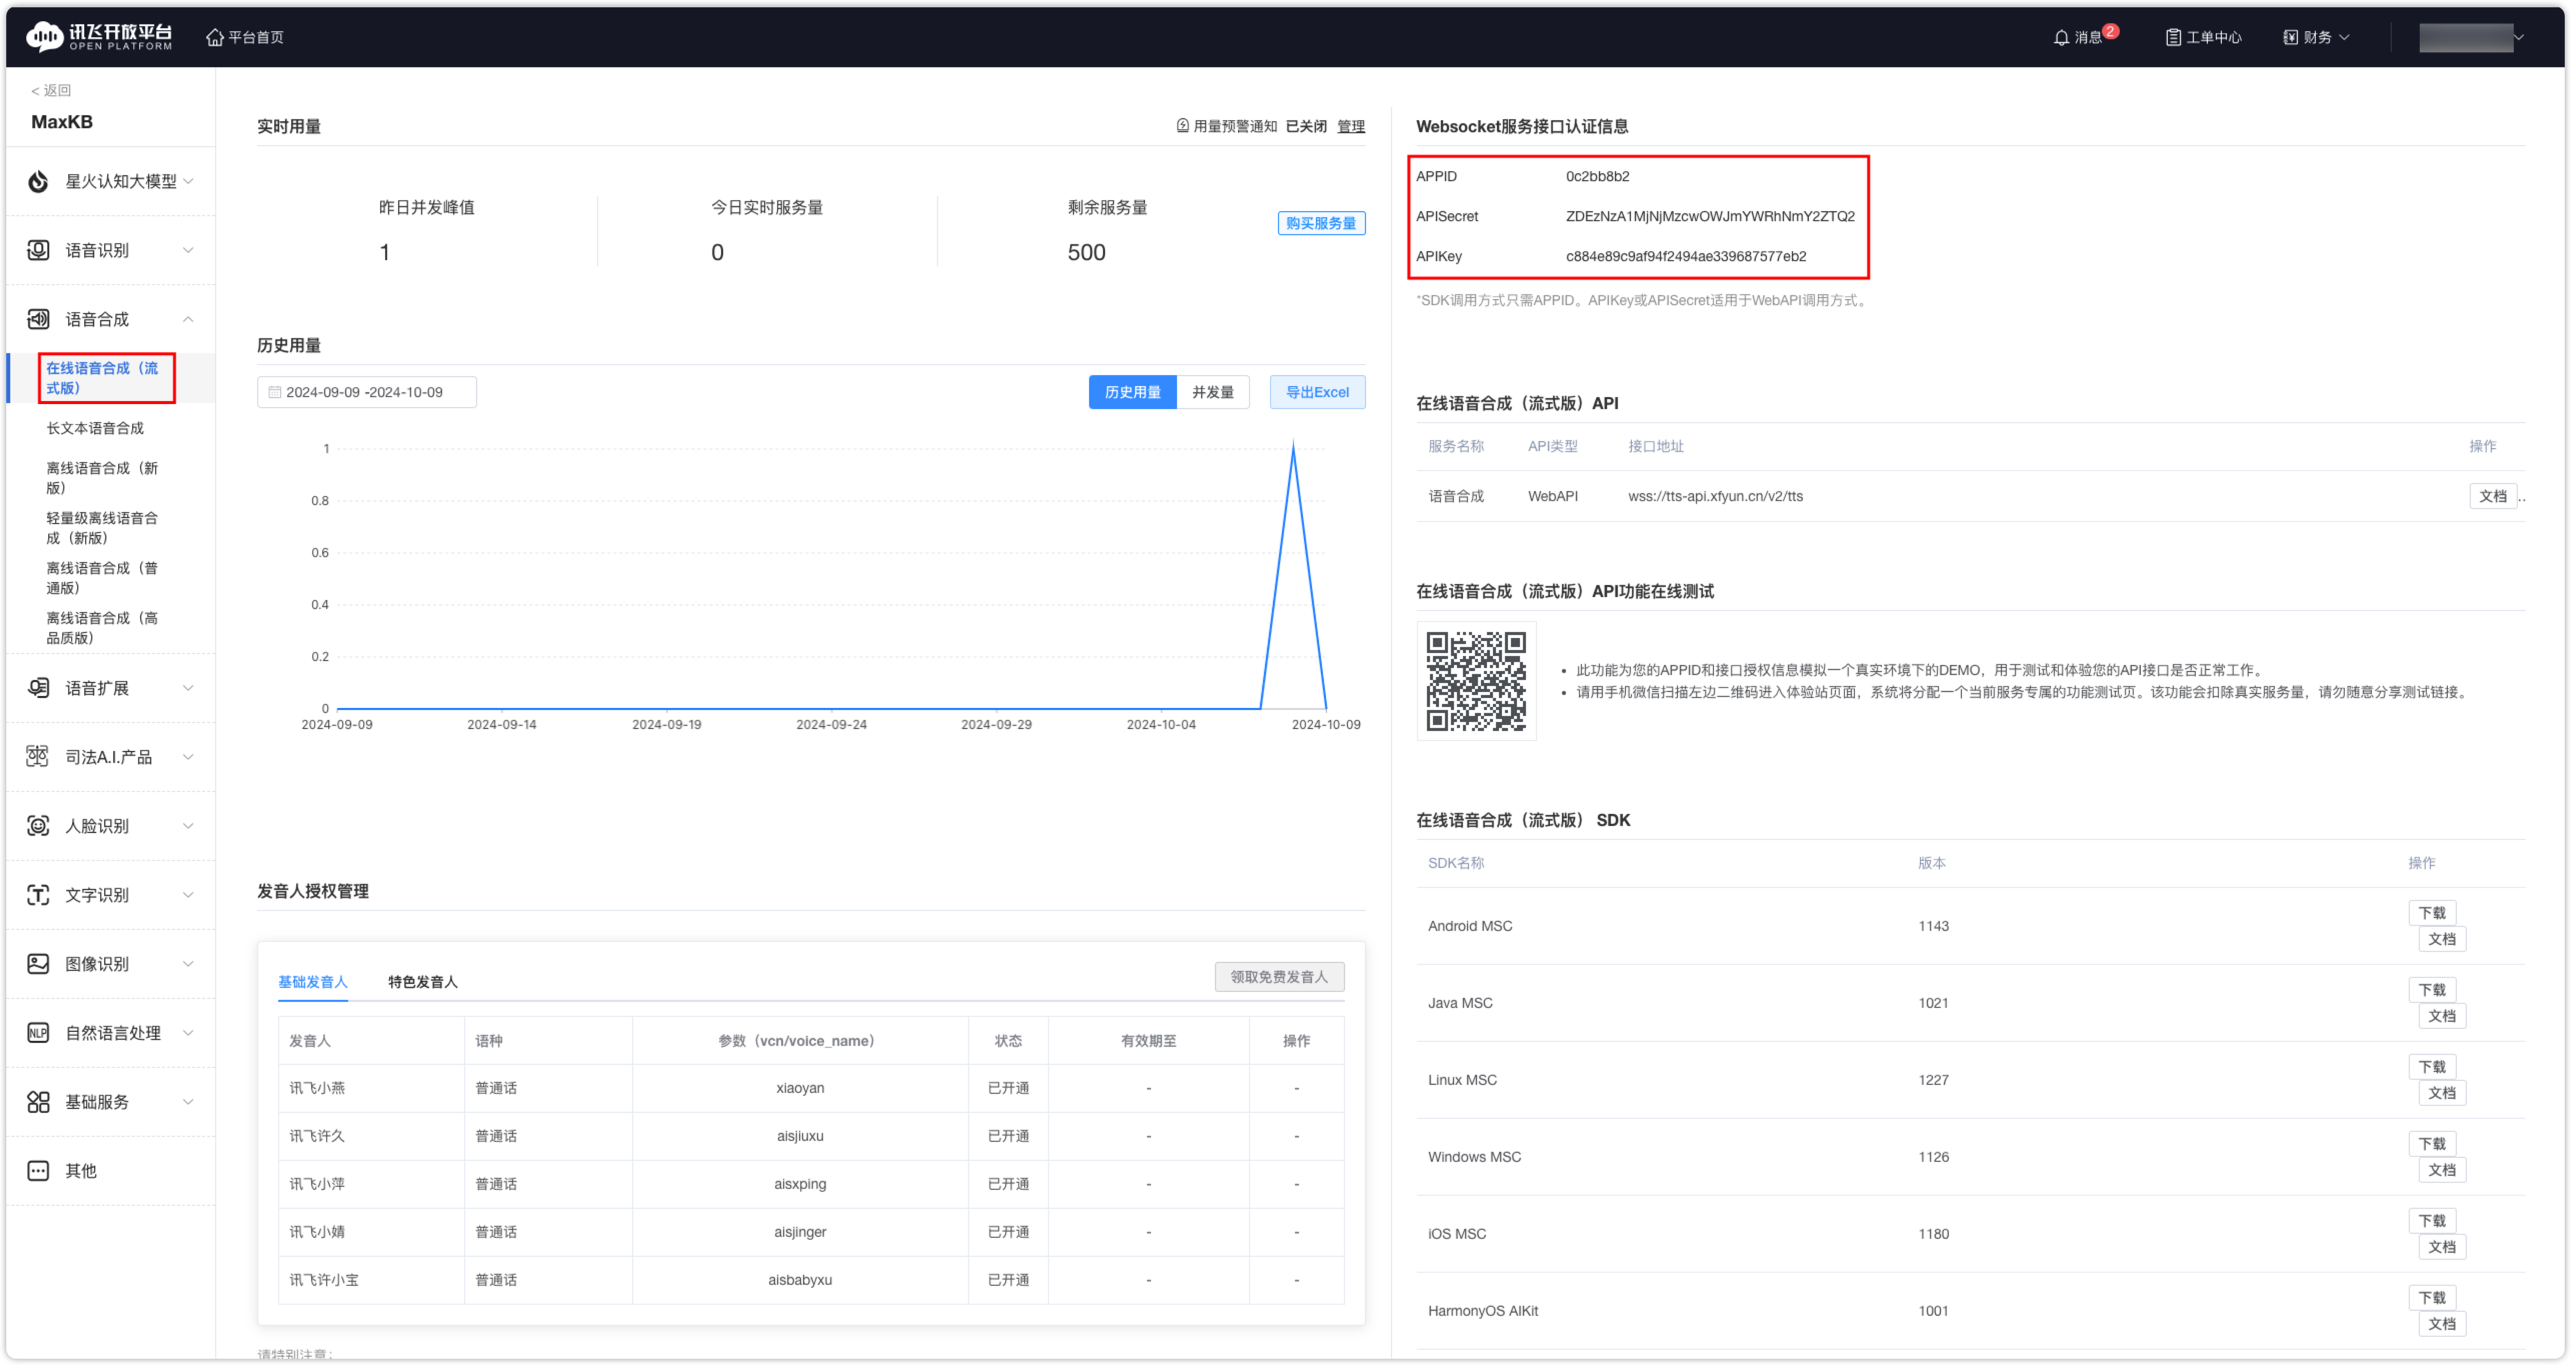 讯飞开放平台
OPEN PLATFORM
平台首页
消息 2
工单中心
财务
< 返回
MaxKB
星火认知大模型
语音识别
语音合成
在线语音合成（流
式版）
长文本语音合成
离线语音合成（新
版）
轻量级离线语音合
成（新版）
离线语音合成（普
通版）
离线语音合成（高
品质版）
语音扩展
司法A.I.产品
人脸识别
文字识别
图像识别
NLP 自然语言处理
基础服务
其他
实时用量
用量预警通知 已关闭 管理
昨日并发峰值 今日实时服务量 剩余服务量
购买服务量
1 0 500
历史用量
2024-09-09 -2024-10-09
历史用量 并发量 导出Excel
1
0.8
0.6
0.4
0.2
0
2024-09-09 2024-09-14 2024-09-19 2024-09-24 2024-09-29 2024-10-04 2024-10-09
发音人授权管理
基础发音人 特色发音人 领取免费发音人
发音人 语种 参数（vcn/voice_name） 状态 有效期至 操作
讯飞小燕 普通话 xiaoyan 已开通 - -
讯飞许久 普通话 aisjiuxu 已开通 - -
讯飞小萍 普通话 aisxping 已开通 - -
讯飞小婧 普通话 aisjinger 已开通 - -
讯飞许小宝 普通话 aisbabyxu 已开通 - -
请特别注意：
Websocket服务接口认证信息
APPID 0c2bb8b2
APISecret ZDEzNzA1MjNjMzcwOWJmYWRhNmY2ZTQ2
APIKey c884e89c9af94f2494ae339687577eb2
*SDK调用方式只需APPID。APIKey或APISecret适用于WebAPI调用方式。
在线语音合成（流式版）API
服务名称 API类型 接口地址 操作
语音合成 WebAPI wss://tts-api.xfyun.cn/v2/tts 文档 ..
在线语音合成（流式版）API功能在线测试
• 此功能为您的APPID和接口授权信息模拟一个真实环境下的DEMO，用于测试和体验您的API接口是否正常工作。
• 请用手机微信扫描左边二维码进入体验站页面，系统将分配一个当前服务专属的功能测试页。该功能会扣除真实服务量，请勿随意分享测试链接。
在线语音合成（流式版） SDK
SDK名称 版本 操作
Android MSC 1143 下载
文档
Java MSC 1021 下载
文档
Linux MSC 1227 下载
文档
Windows MSC 1126 下载
文档
iOS MSC 1180 下载
文档
HarmonyOS AIKit 1001 下载
文档